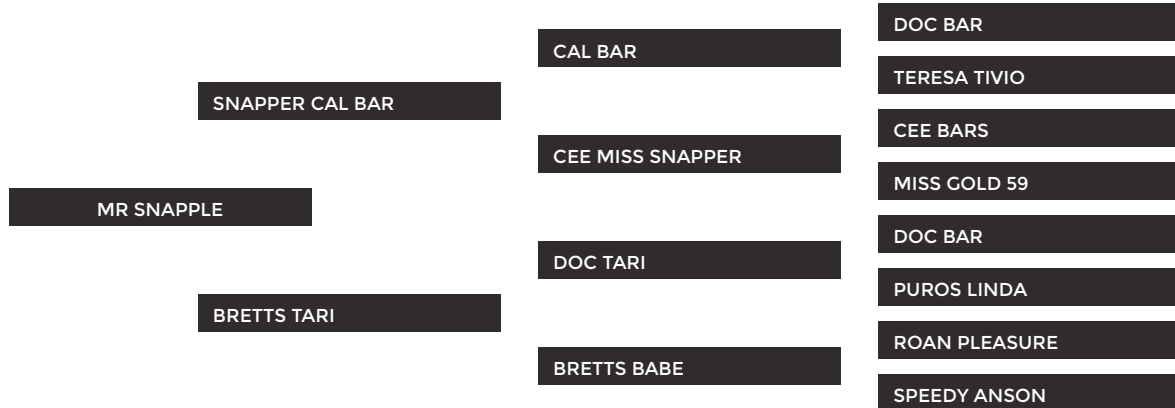 DOC BAR
CAL BAR
TERESA TIVIO
SNAPPER CAL BAR
CEE BARS
CEE MISS SNAPPER
MISS GOLD 59
MR SNAPPLE
DOC BAR
DOC TARI
PUROS LINDA
BRETTS TARI
ROAN PLEASURE
BRETTS BABE
SPEEDY ANSON